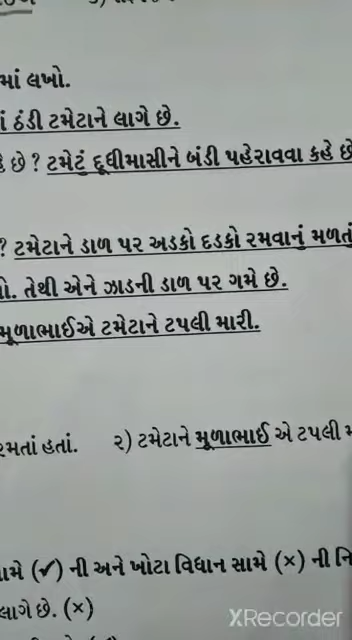 માં લખો.
ઠંડી ટમેટાને લાગે છે.
છે ? ટમેટું દૂધીમાસીને બંડી પહેરાવવા કહે છે
? ટમેટાને ડાળ પર અડકો દડકો રમવાનું મળતું
તેથી એને ઝાડની ડાળ પર ગમે છે.
મૂળાભાઈએ ટમેટાને ટપલી મારી.
રમતાં હતાં. ૨) ટમેટાને મૂળાભાઈ એ ટપલી
(✓) ની અને ખોટા વિધાન સામે (×) ની
લાગે છે. (×)
XRecorder